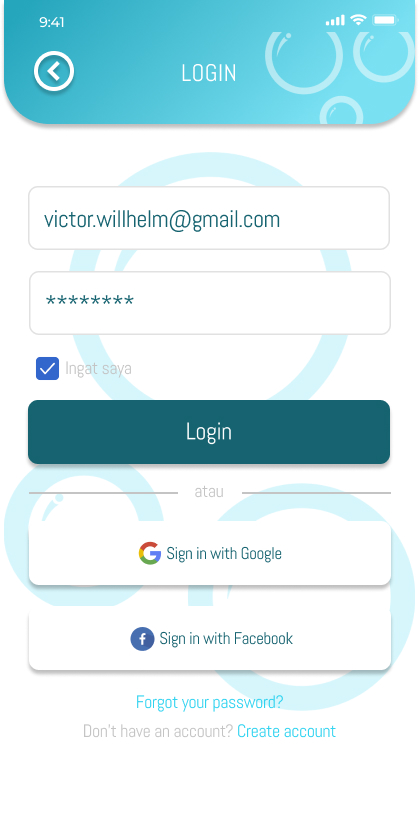 9:41
LOGIN
victor.willhelm@gmail.com
********
Ingat saya
Login
atau
Sign in with Google
Sign in with Facebook
Forgot your password?
Don't have an account? Create account